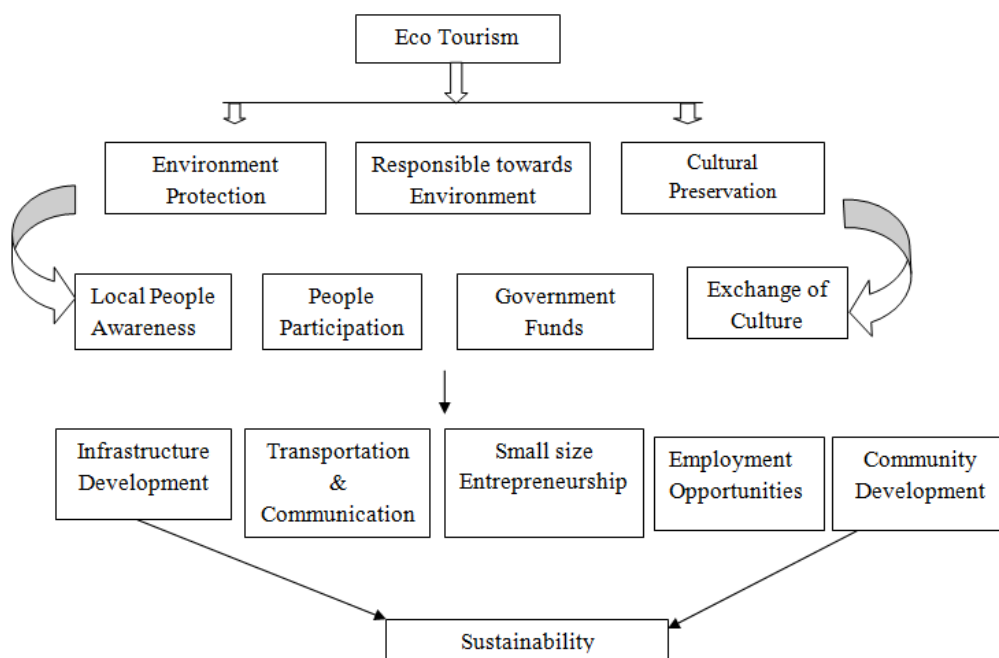 Eco Tourism
Environment
Protection
Responsible towards
Environment
Cultural
Preservation
Local People
Awareness
People
Participation
Government
Funds
Exchange of
Culture
Infrastructure
Development
Transportation
&
Communication
Small size
Entrepreneurship
Employment
Opportunities
Community
Development
Sustainability